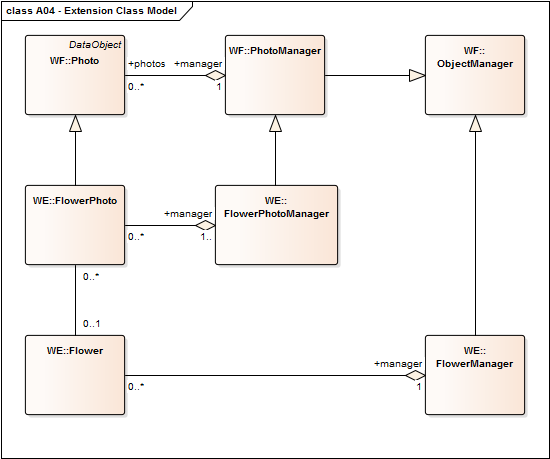 class A04 - Extension Class Model
DataObject
WF::Photo
+photos
0..*
+manager
1
WF::PhotoManager
WF::
ObjectManager
WE::FlowerPhoto
+manager
0..*
1..
WE::
FlowerPhotoManager
0..*
0..1
WE::Flower
0..*
+manager
1
WE::
FlowerManager